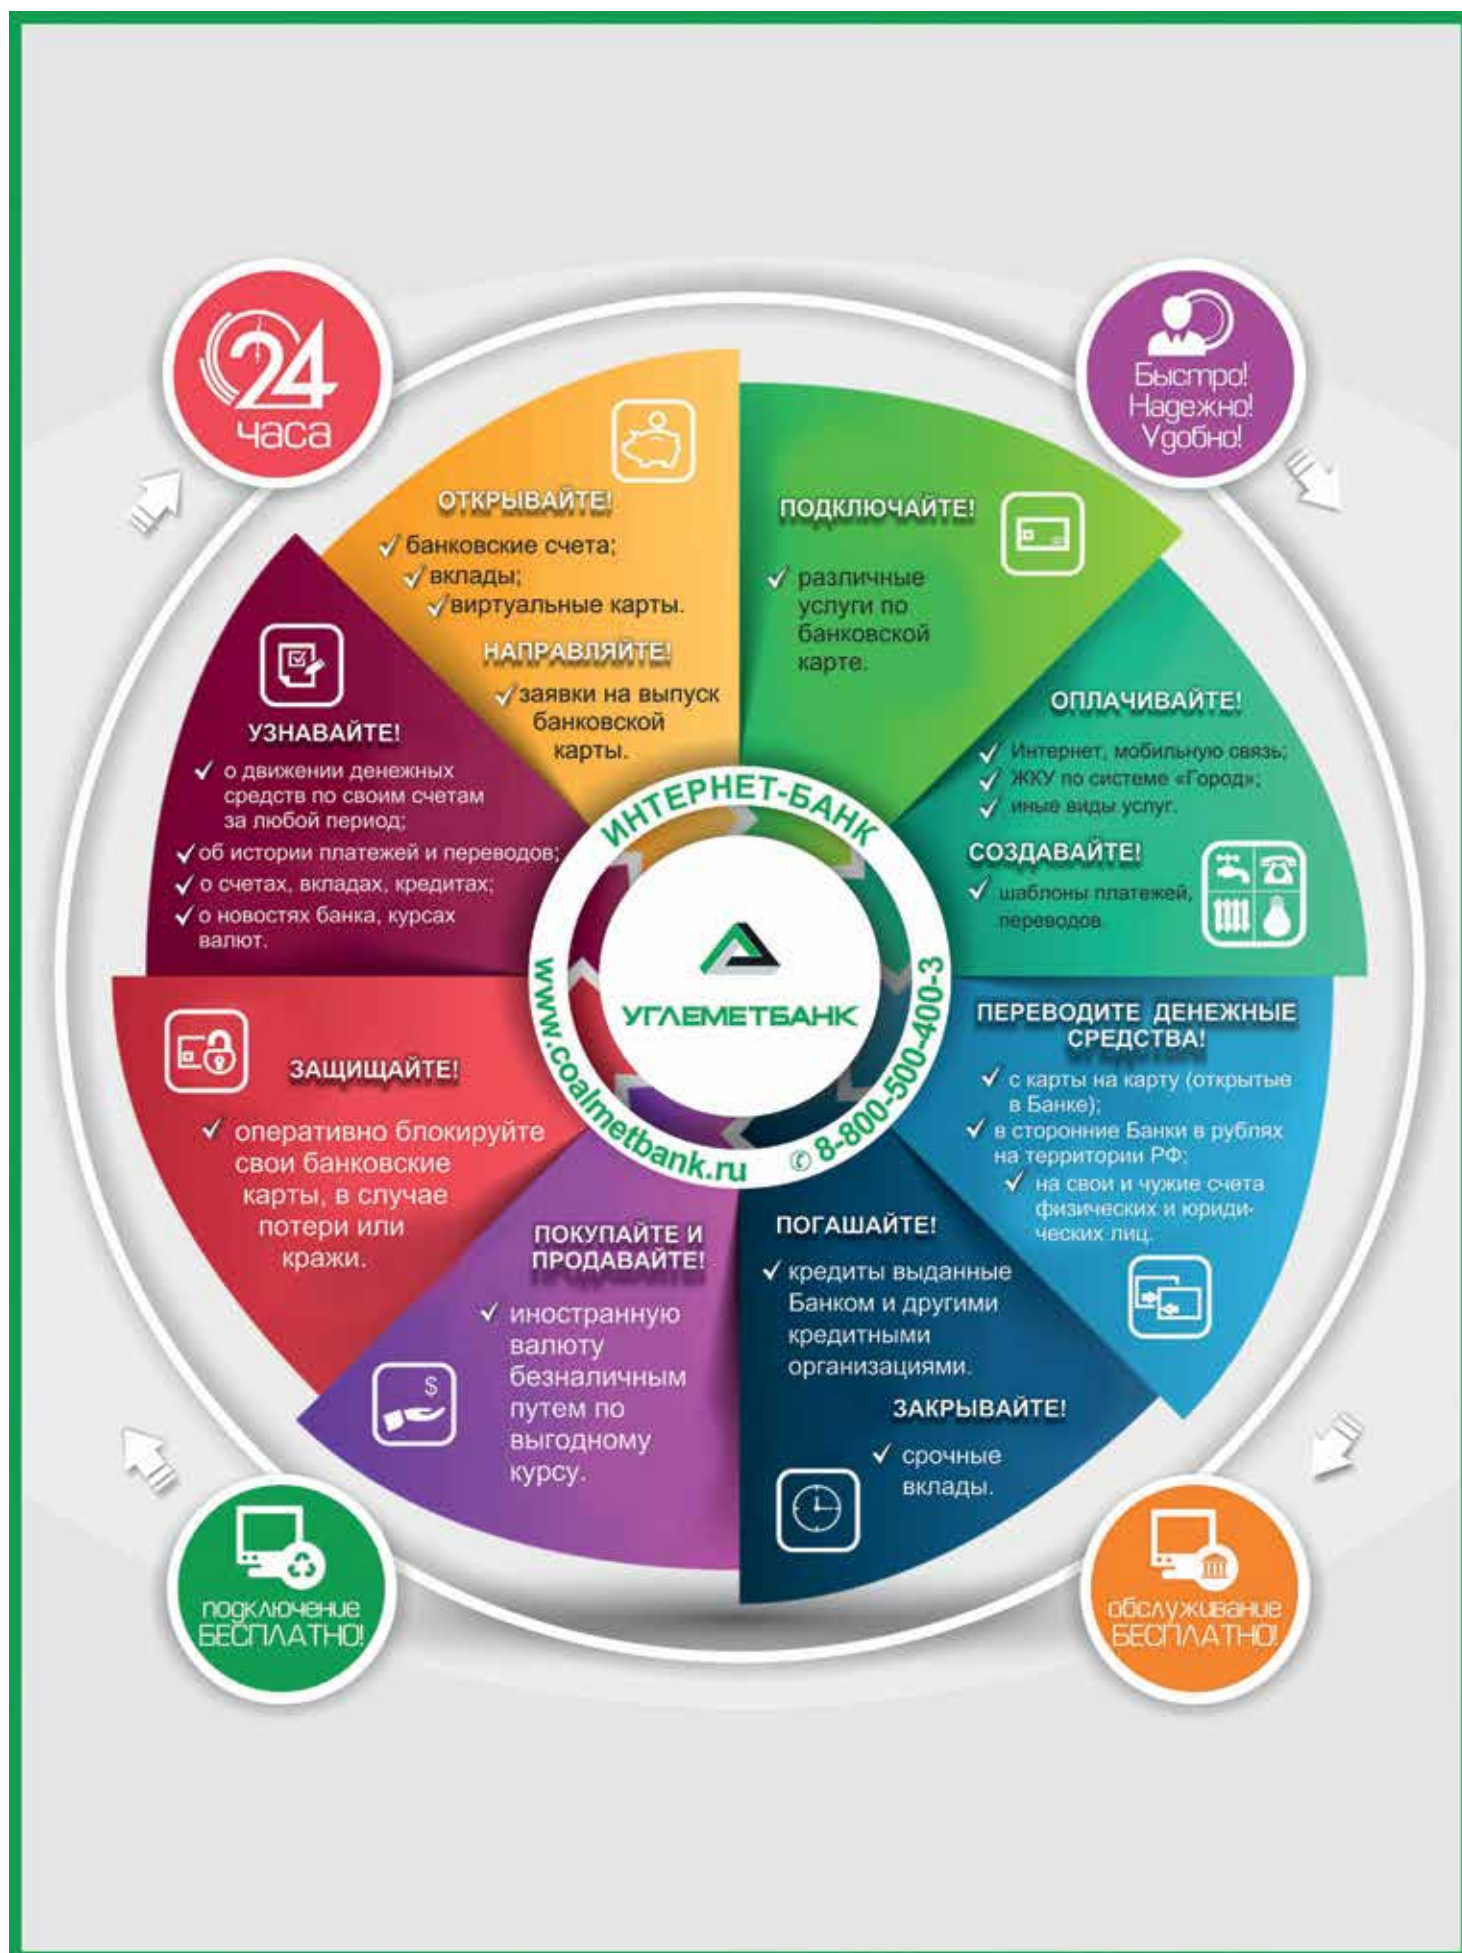 24
часа
Быстро!
Надежно!
Удобно!
ОТКРЫВАЙТЕ!
банковские счета;
вклады;
виртуальные карты.
НАПРАВЛЯЙТЕ!
заявки на выпуск
банковской
карты.
ПОДКЛЮЧАЙТЕ!
различные
услуги по
банковской
карте.
ОПЛАЧИВАЙТЕ!
Интернет, мобильную связь;
ЖКУ по системе «Город»;
иные виды услуг.
СОЗДАВАЙТЕ!
шаблоны платежей,
переводов.
ПЕРЕВОДИТЕ ДЕНЕЖНЫЕ
СРЕДСТВА!
с карты на карту (открытые
в Банке);
в сторонние Банки в рублях
на территории РФ;
на свои и чужие счета
физических и юриди-
ческих лиц.
ПОГАШАЙТЕ!
кредиты выданные
Банком и другими
кредитными
организациями.
ЗАКРЫВАЙТЕ!
срочные
вклады.
ПОКУПАЙТЕ И
ПРОДАВАЙТЕ!
иностранную
валюту
безналичным
путем по
выгодному
курсу.
$
ЗАЩИЩАЙТЕ!
оперативно блокируйте
свои банковские
карты, в случае
потери или
кражи.
УЗНАВАЙТЕ!
о движении денежных
средств по своим счетам
за любой период;
об истории платежей и переводов;
о счетах, вкладах, кредитах;
о новостях банка, курсах
валют.
ИНТЕРНЕТ-БАНК
УГЛЕМЕТБАНК
www.coalmetbank.ru
✆ 8-800-500-400-3
подключение
БЕСПЛАТНО!
обслуживание
БЕСПЛАТНО!